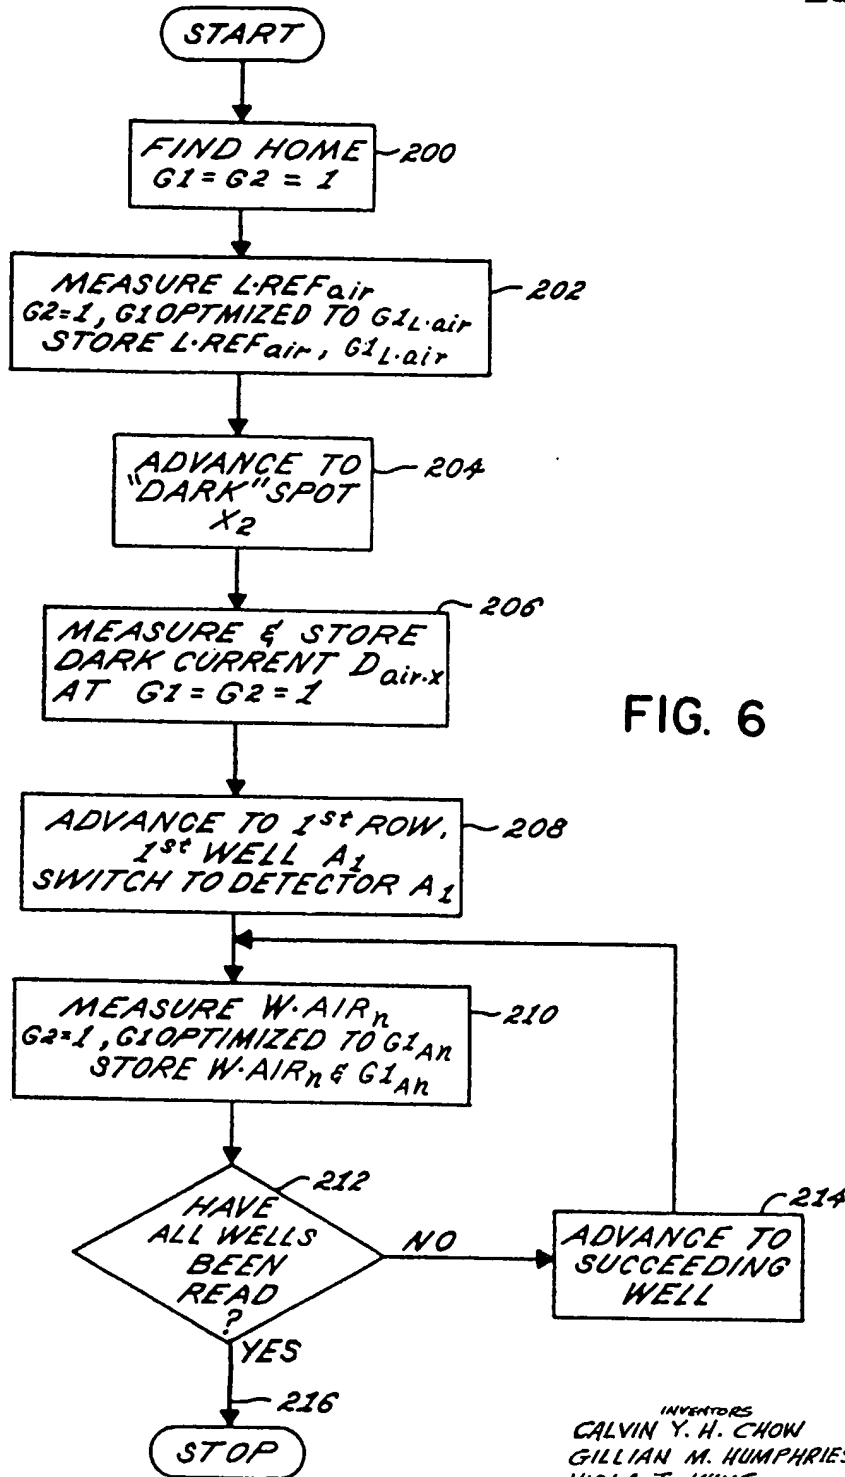 START
FIND HOME
G1 = G2 = 1
200
MEASURE L·REFair
G2=1, G1 OPTMIZED TO G1L·air
STORE L·REFair, G1L·air
202
ADVANCE TO
"DARK" SPOT
X2
204
MEASURE & STORE
DARK CURRENT Dair·x
AT G1 = G2 = 1
206
FIG. 6
ADVANCE TO 1st ROW,
1st WELL A1
SWITCH TO DETECTOR A1
208
MEASURE W·AIRn
G2=1, G1 OPTIMIZED TO G1An
STORE W·AIRn & G1An
210
HAVE
ALL WELLS
BEEN
READ
?
212
NO
ADVANCE TO
SUCCEEDING
WELL
214
YES
216
STOP
INVENTORS
CALVIN Y. H. CHOW
GILLIAN M. HUMPHRIES